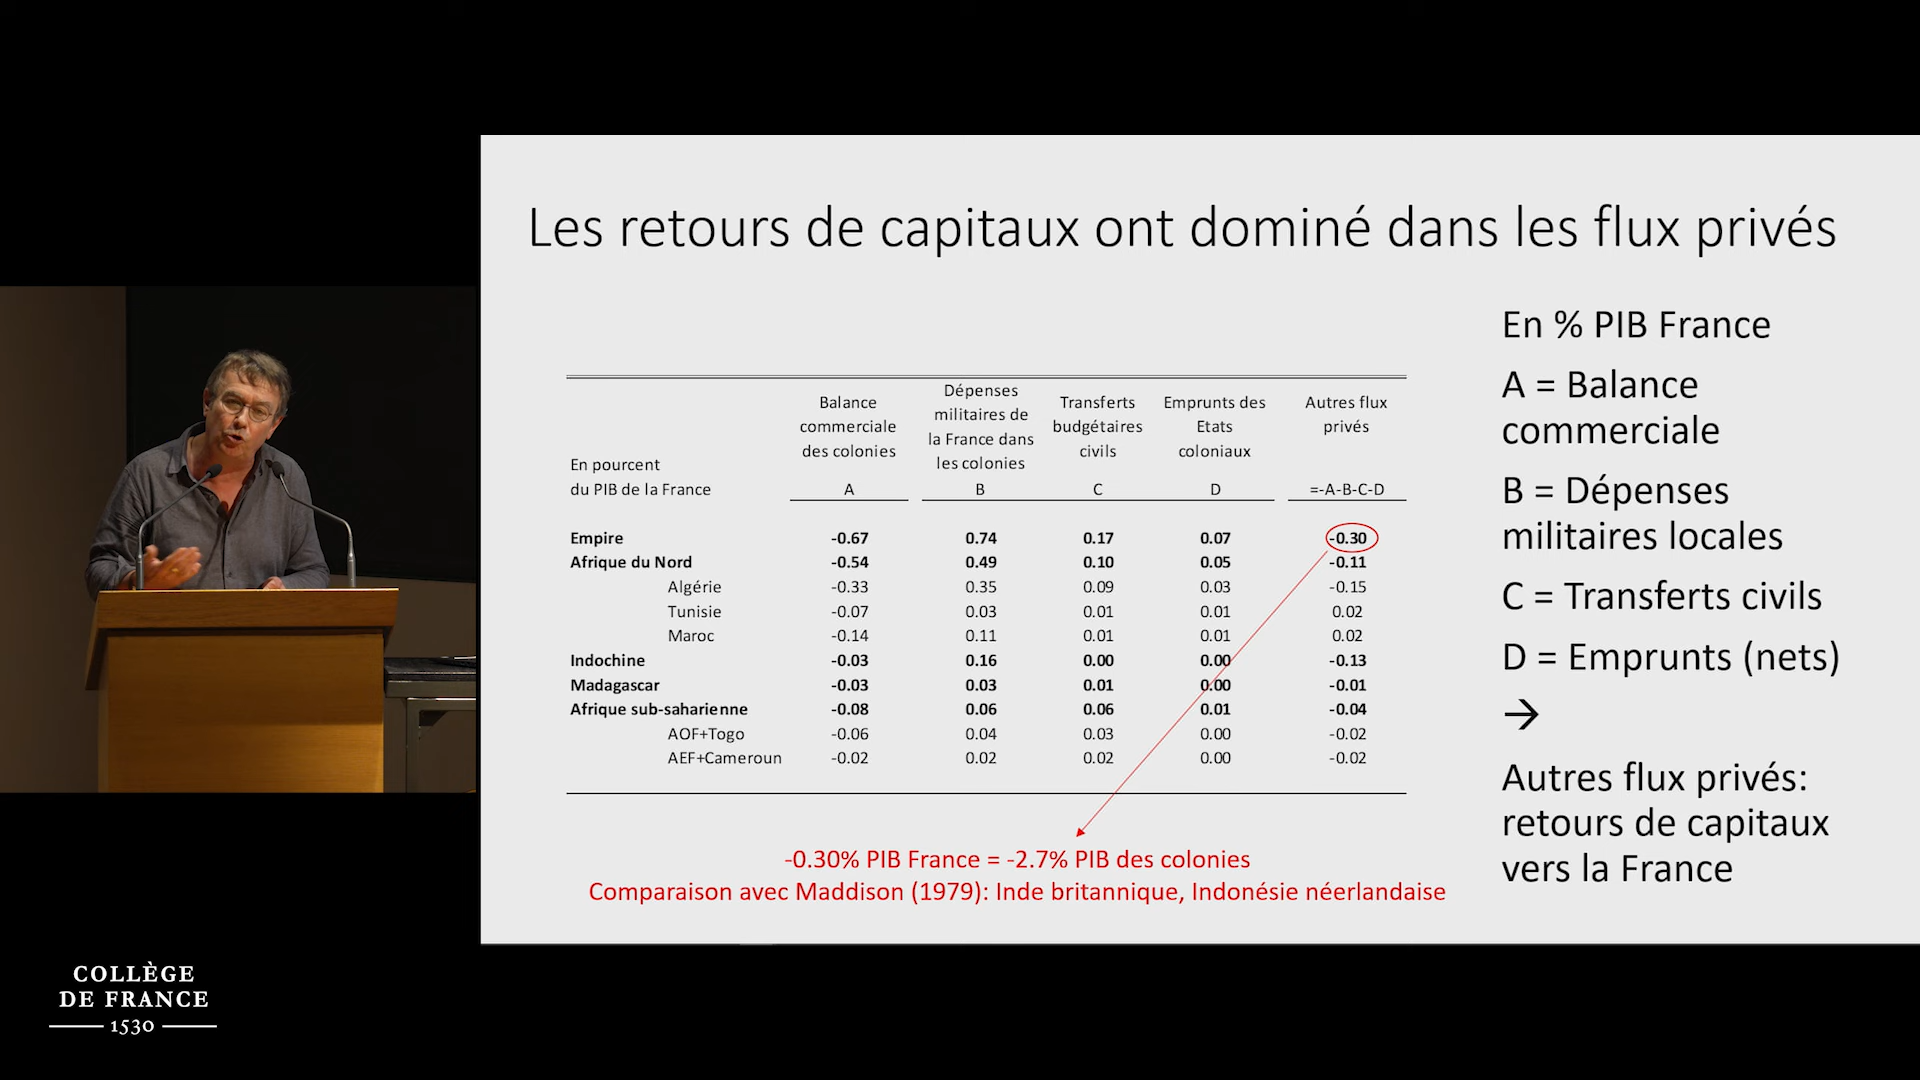 Les retours de capitaux ont dominé dans les flux privés
En pourcent
du PIB de la France
Balance
commerciale
des colonies
A
Dépenses
militaires de
la France dans
les colonies
B
Transferts
budgétaires
civils
C
Emprunts des
Etats
coloniaux
D
Autres flux
privés
=-A-B-C-D
Empire -0.67 0.74 0.17 0.07 -0.30
Afrique du Nord -0.54 0.49 0.10 0.05 -0.11
Algérie -0.33 0.35 0.09 0.03 -0.15
Tunisie -0.07 0.03 0.01 0.01 0.02
Maroc -0.14 0.11 0.01 0.01 0.02
Indochine -0.03 0.16 0.00 0.00 -0.13
Madagascar -0.03 0.03 0.01 0.00 -0.01
Afrique sub-saharienne -0.08 0.06 0.06 0.01 -0.04
AOF+Togo -0.06 0.04 0.03 0.00 -0.02
AEF+Cameroun -0.02 0.02 0.02 0.00 -0.02
-0.30% PIB France = -2.7% PIB des colonies
Comparaison avec Maddison (1979): Inde britannique, Indonésie néerlandaise
En % PIB France
A = Balance
commerciale
B = Dépenses
militaires locales
C = Transferts civils
D = Emprunts (nets)
→
Autres flux privés:
retours de capitaux
vers la France
COLLÈGE
DE FRANCE
1530